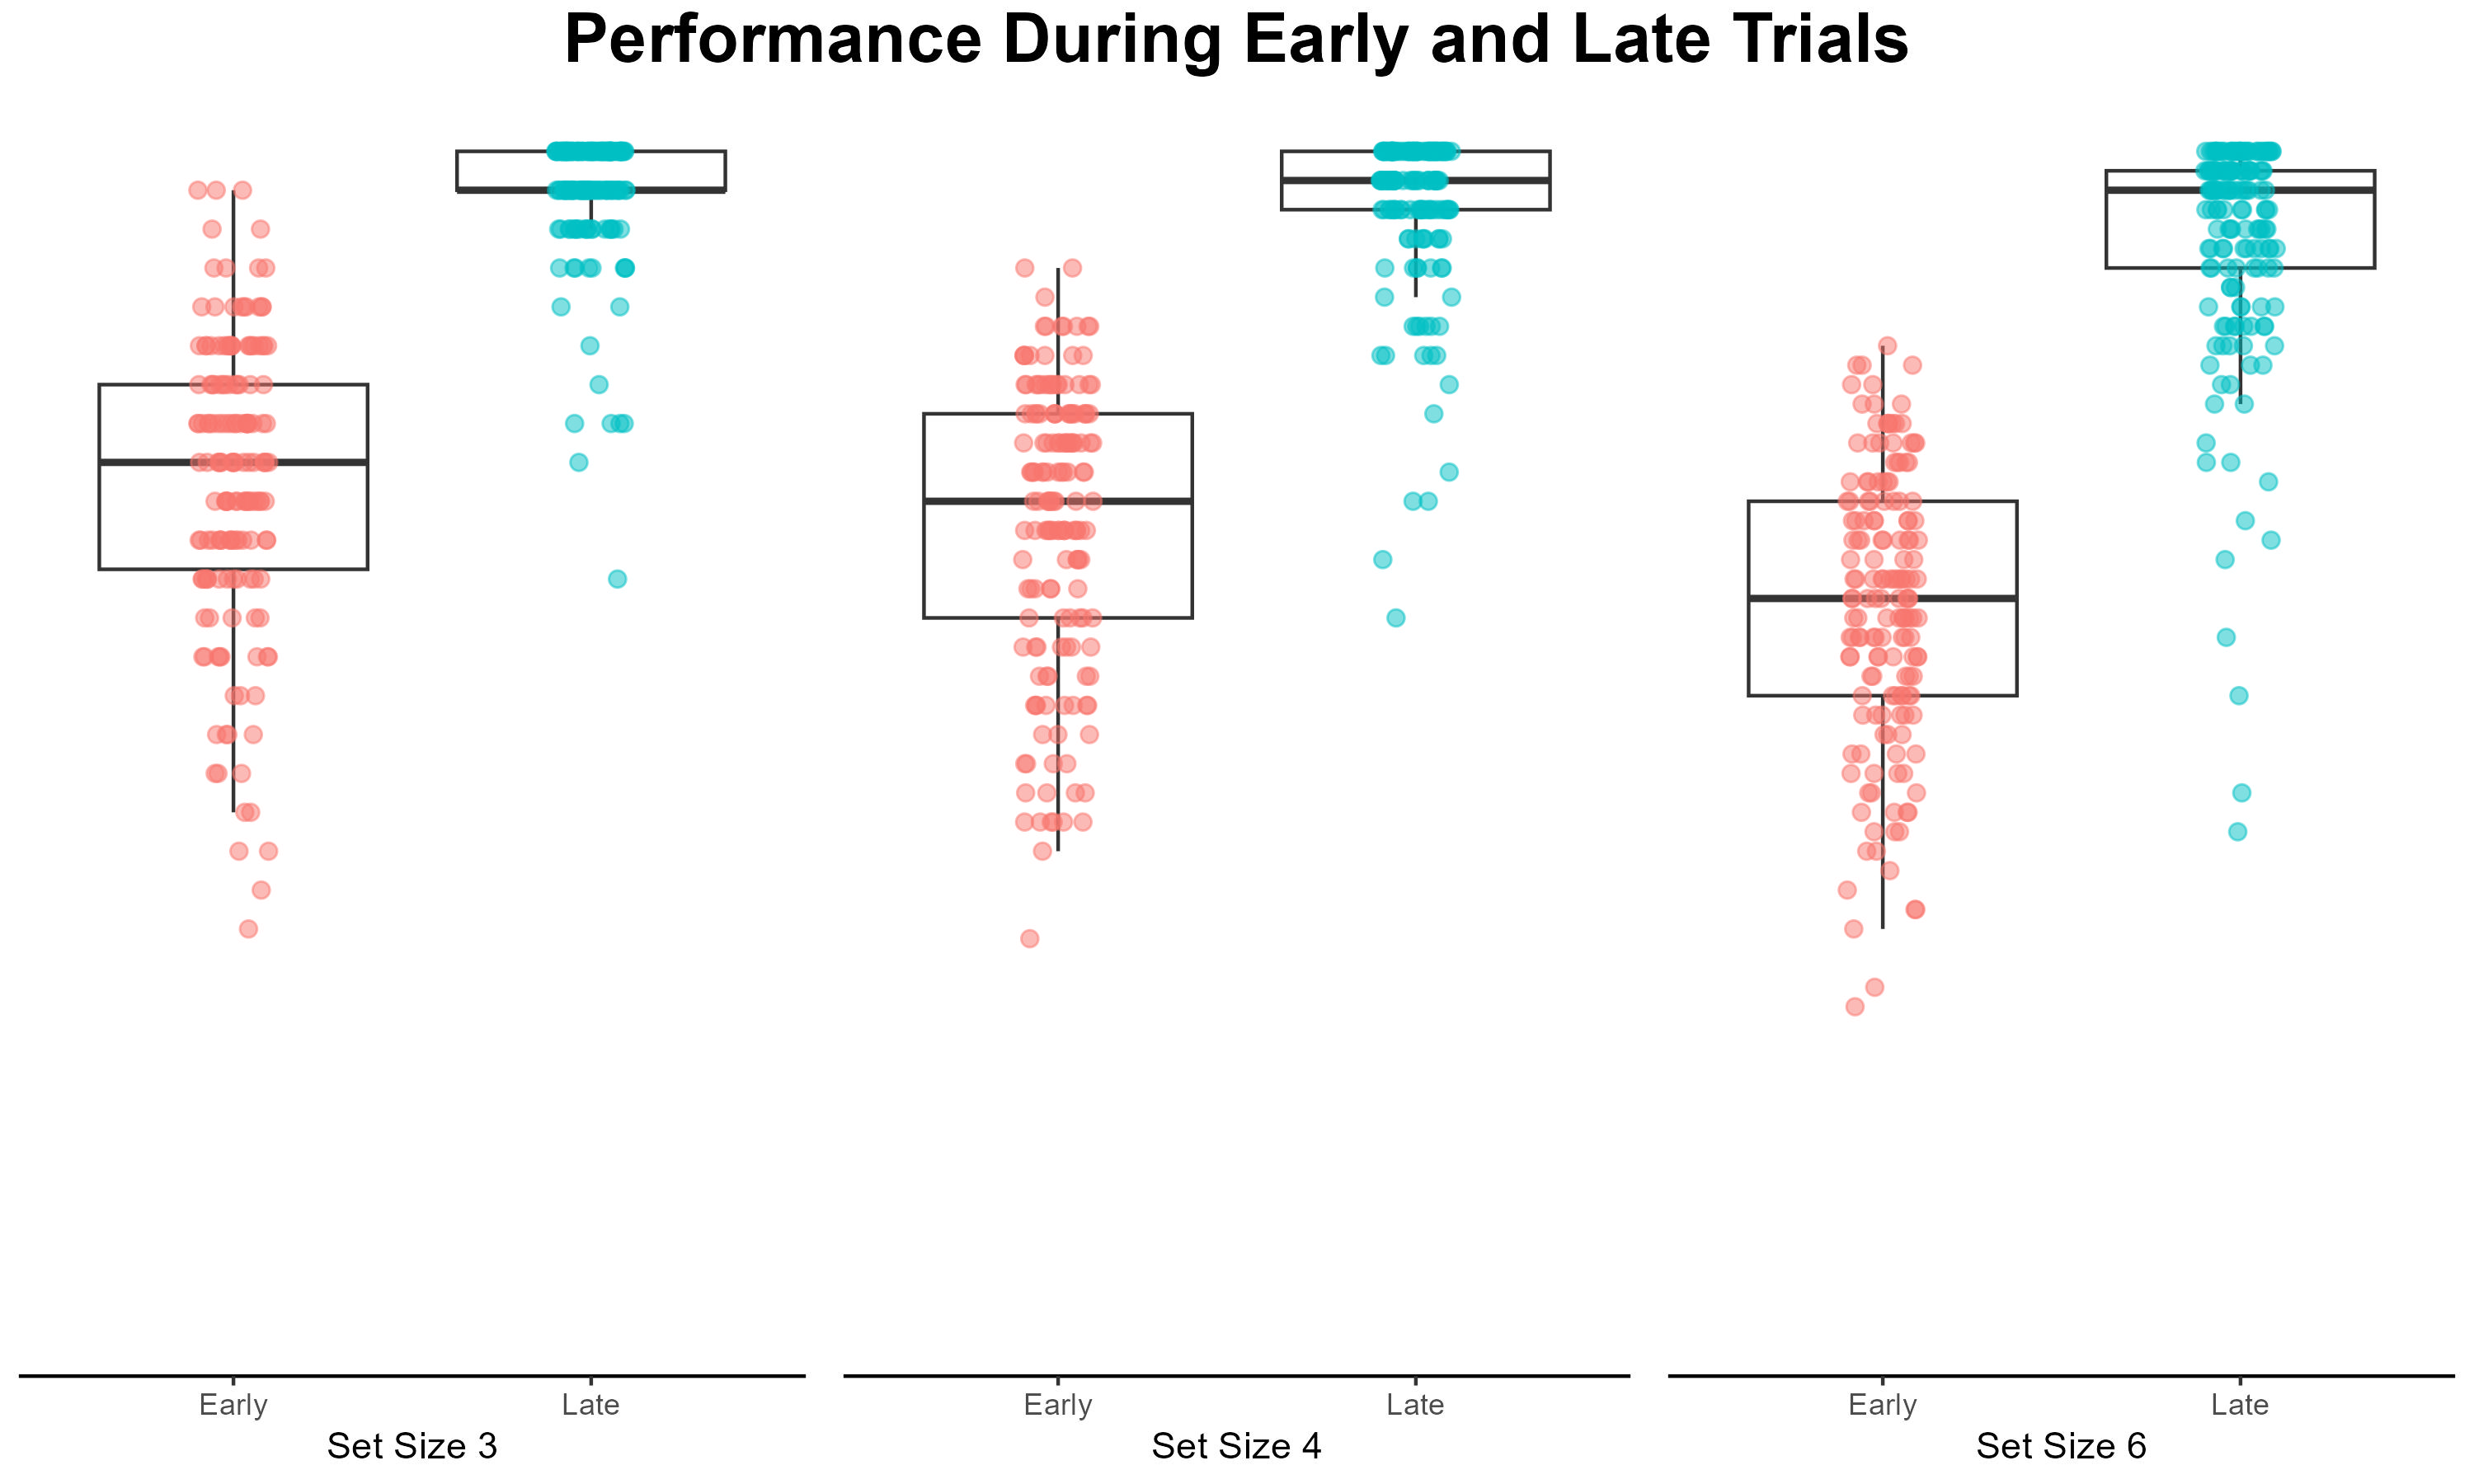 Performance During Early and Late Trials
Early Late Early Late Early Late
Set Size 3 Set Size 4 Set Size 6